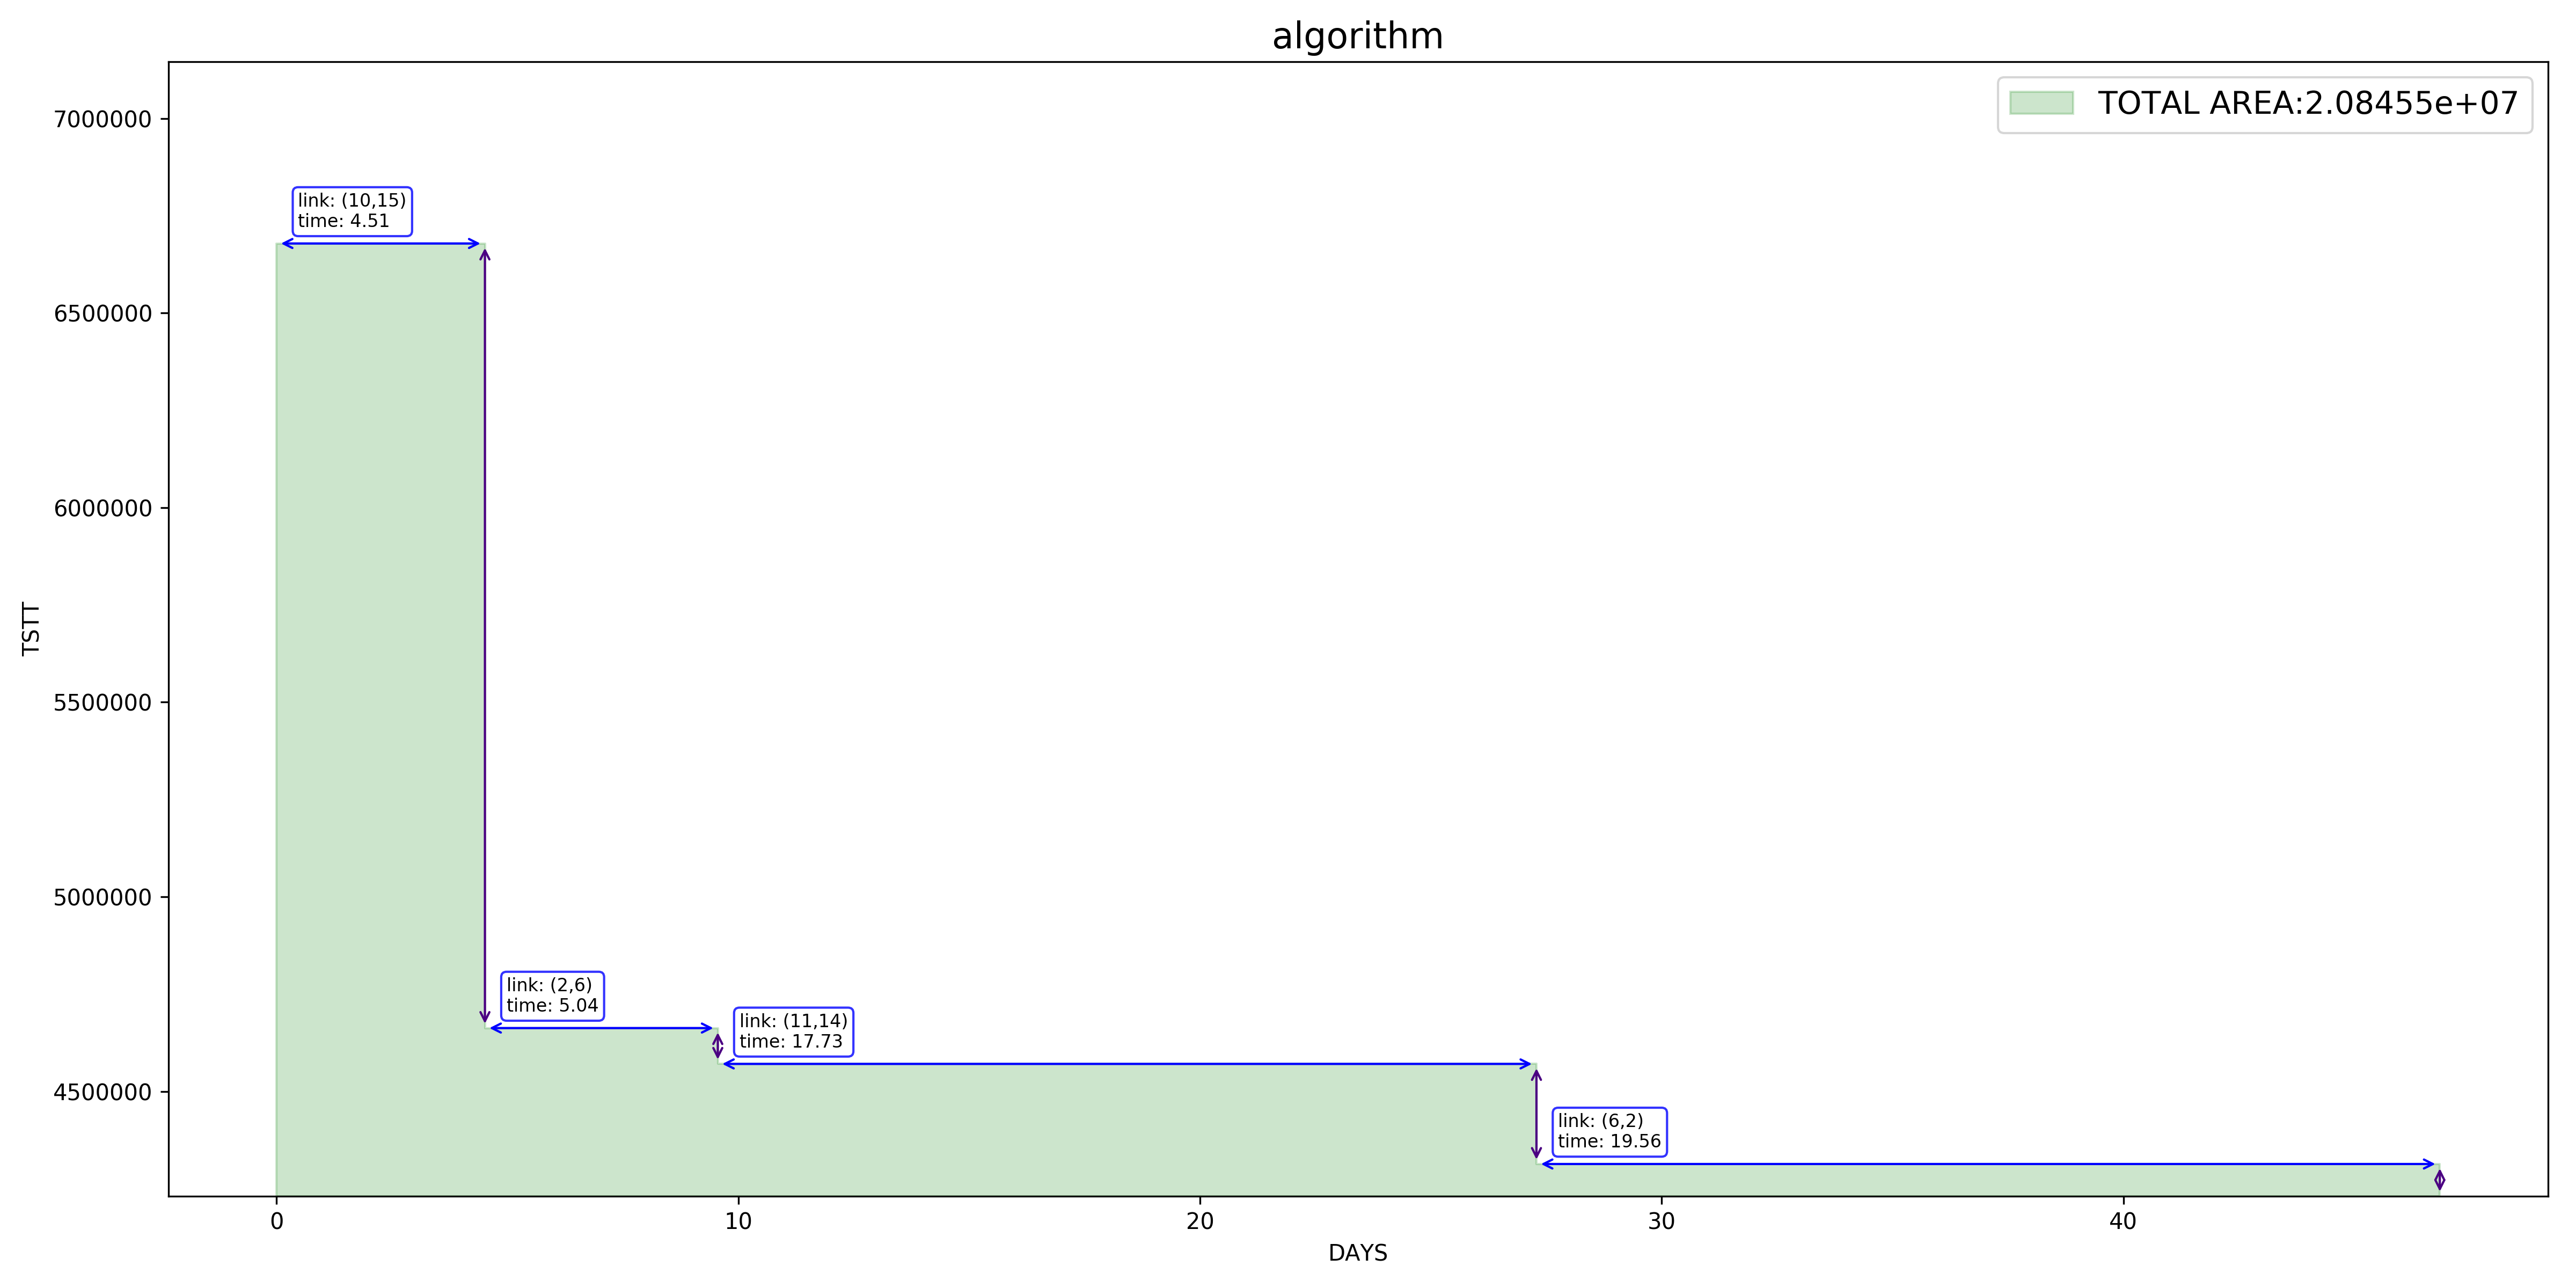 algorithm
TOTAL AREA:2.08455e+07
7000000
6500000
6000000
5500000
5000000
4500000
TSTT
link: (10,15)
time: 4.51
link: (2,6)
time: 5.04
link: (11,14)
time: 17.73
link: (6,2)
time: 19.56
0 10 20 30 40
DAYS